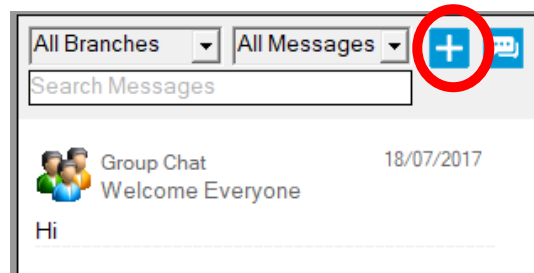 All Branches All Messages
Search Messages
Group Chat 18/07/2017
Welcome Everyone
Hi